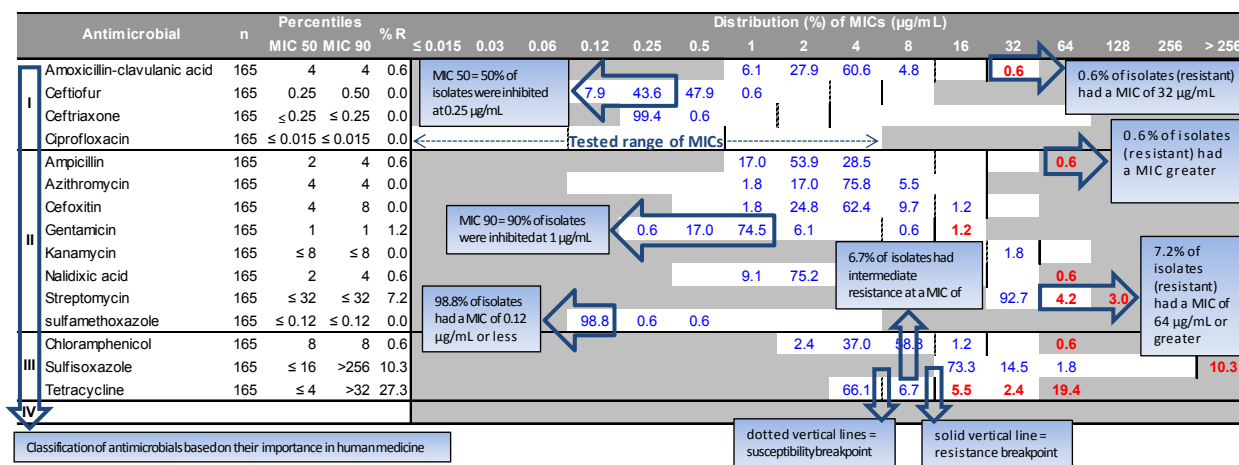 Antimicrobial n Percentiles % R Distribution (%) of MICs (µg/mL)
MIC 50 MIC 90 ≤ 0.015 0.03 0.06 0.12 0.25 0.5 1 2 4 8 16 32 64 128 256 > 256
I
Amoxicillin-clavulanic acid 165 4 4 0.6 6.1 27.9 60.6 4.8 0.6
Ceftiofur 165 0.25 0.50 0.0 7.9 43.6 47.9 0.6
Ceftriaxone 165 ≤ 0.25 ≤ 0.25 0.0 99.4 0.6
Ciprofloxacin 165 ≤ 0.015 ≤ 0.015 0.0
Tested range of MICs
MIC 50 = 50% of
isolates were inhibited
at 0.25 µg/mL
0.6% of isolates (resistant)
had a MIC of 32 µg/mL
II
Ampicillin 165 2 4 0.6 17.0 53.9 28.5 0.6
Azithromycin 165 4 4 0.0 1.8 17.0 75.8 5.5
Cefoxitin 165 4 8 0.0 1.8 24.8 62.4 9.7 1.2
Gentamicin 165 1 1 1.2 0.6 17.0 74.5 6.1 0.6 1.2
Kanamycin 165 ≤ 8 ≤ 8 0.0 1.8
Nalidixic acid 165 2 4 0.6 9.1 75.2 0.6
Streptomycin 165 ≤ 32 ≤ 32 7.2 92.7 4.2 3.0
sulfamethoxazole 165 ≤ 0.12 ≤ 0.12 0.0 98.8 0.6 0.6
0.6% of isolates
(resistant) had
a MIC greater
MIC 90 = 90% of isolates
were inhibited at 1 µg/mL
6.7% of isolates had
intermediate
resistance at a MIC of
98.8% of isolates
had a MIC of 0.12
µg/mL or less
7.2% of
isolates
(resistant)
had a MIC of
64 µg/mL or
greater
III
Chloramphenicol 165 8 8 0.6 2.4 37.0 58.8 1.2 0.6
Sulfisoxazole 165 ≤ 16 >256 10.3 73.3 14.5 1.8 10.3
Tetracycline 165 ≤ 4 >32 27.3 66.1 6.7 5.5 2.4 19.4
IV
Classification of antimicrobials based on their importance in human medicine
dotted vertical lines =
susceptibility breakpoint
solid vertical line =
resistance breakpoint